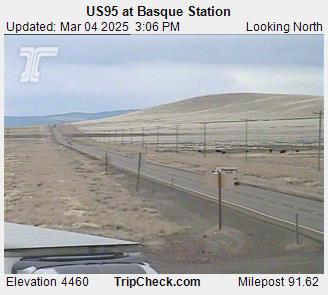 US95 at Basque Station
Updated: Mar 04 2025 3:06 PM Looking North
Elevation 4460 TripCheck.com Milepost 91.62